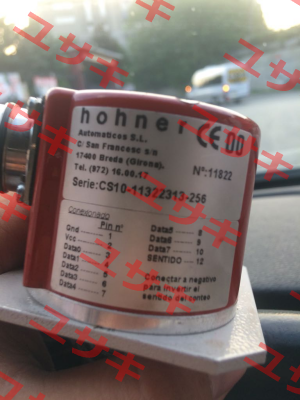 ユサキ
hohner CE
Automaticos S.L.
C/ San Francesc s/n
17400 Breda (Girona).
Tel. (972) 16.00.17
Nº:11822
Serie:CS10-11322313-256
Conexionado
Pin nº
Gnd 1
Vcc 2
Data0 3
Data1 4
Data2 5
Data3 6
Data4 7
Data5 8
Data6 9
Data7 10
SENTIDO 12
Conectar a negativo
para invertir el
sentido del conteo